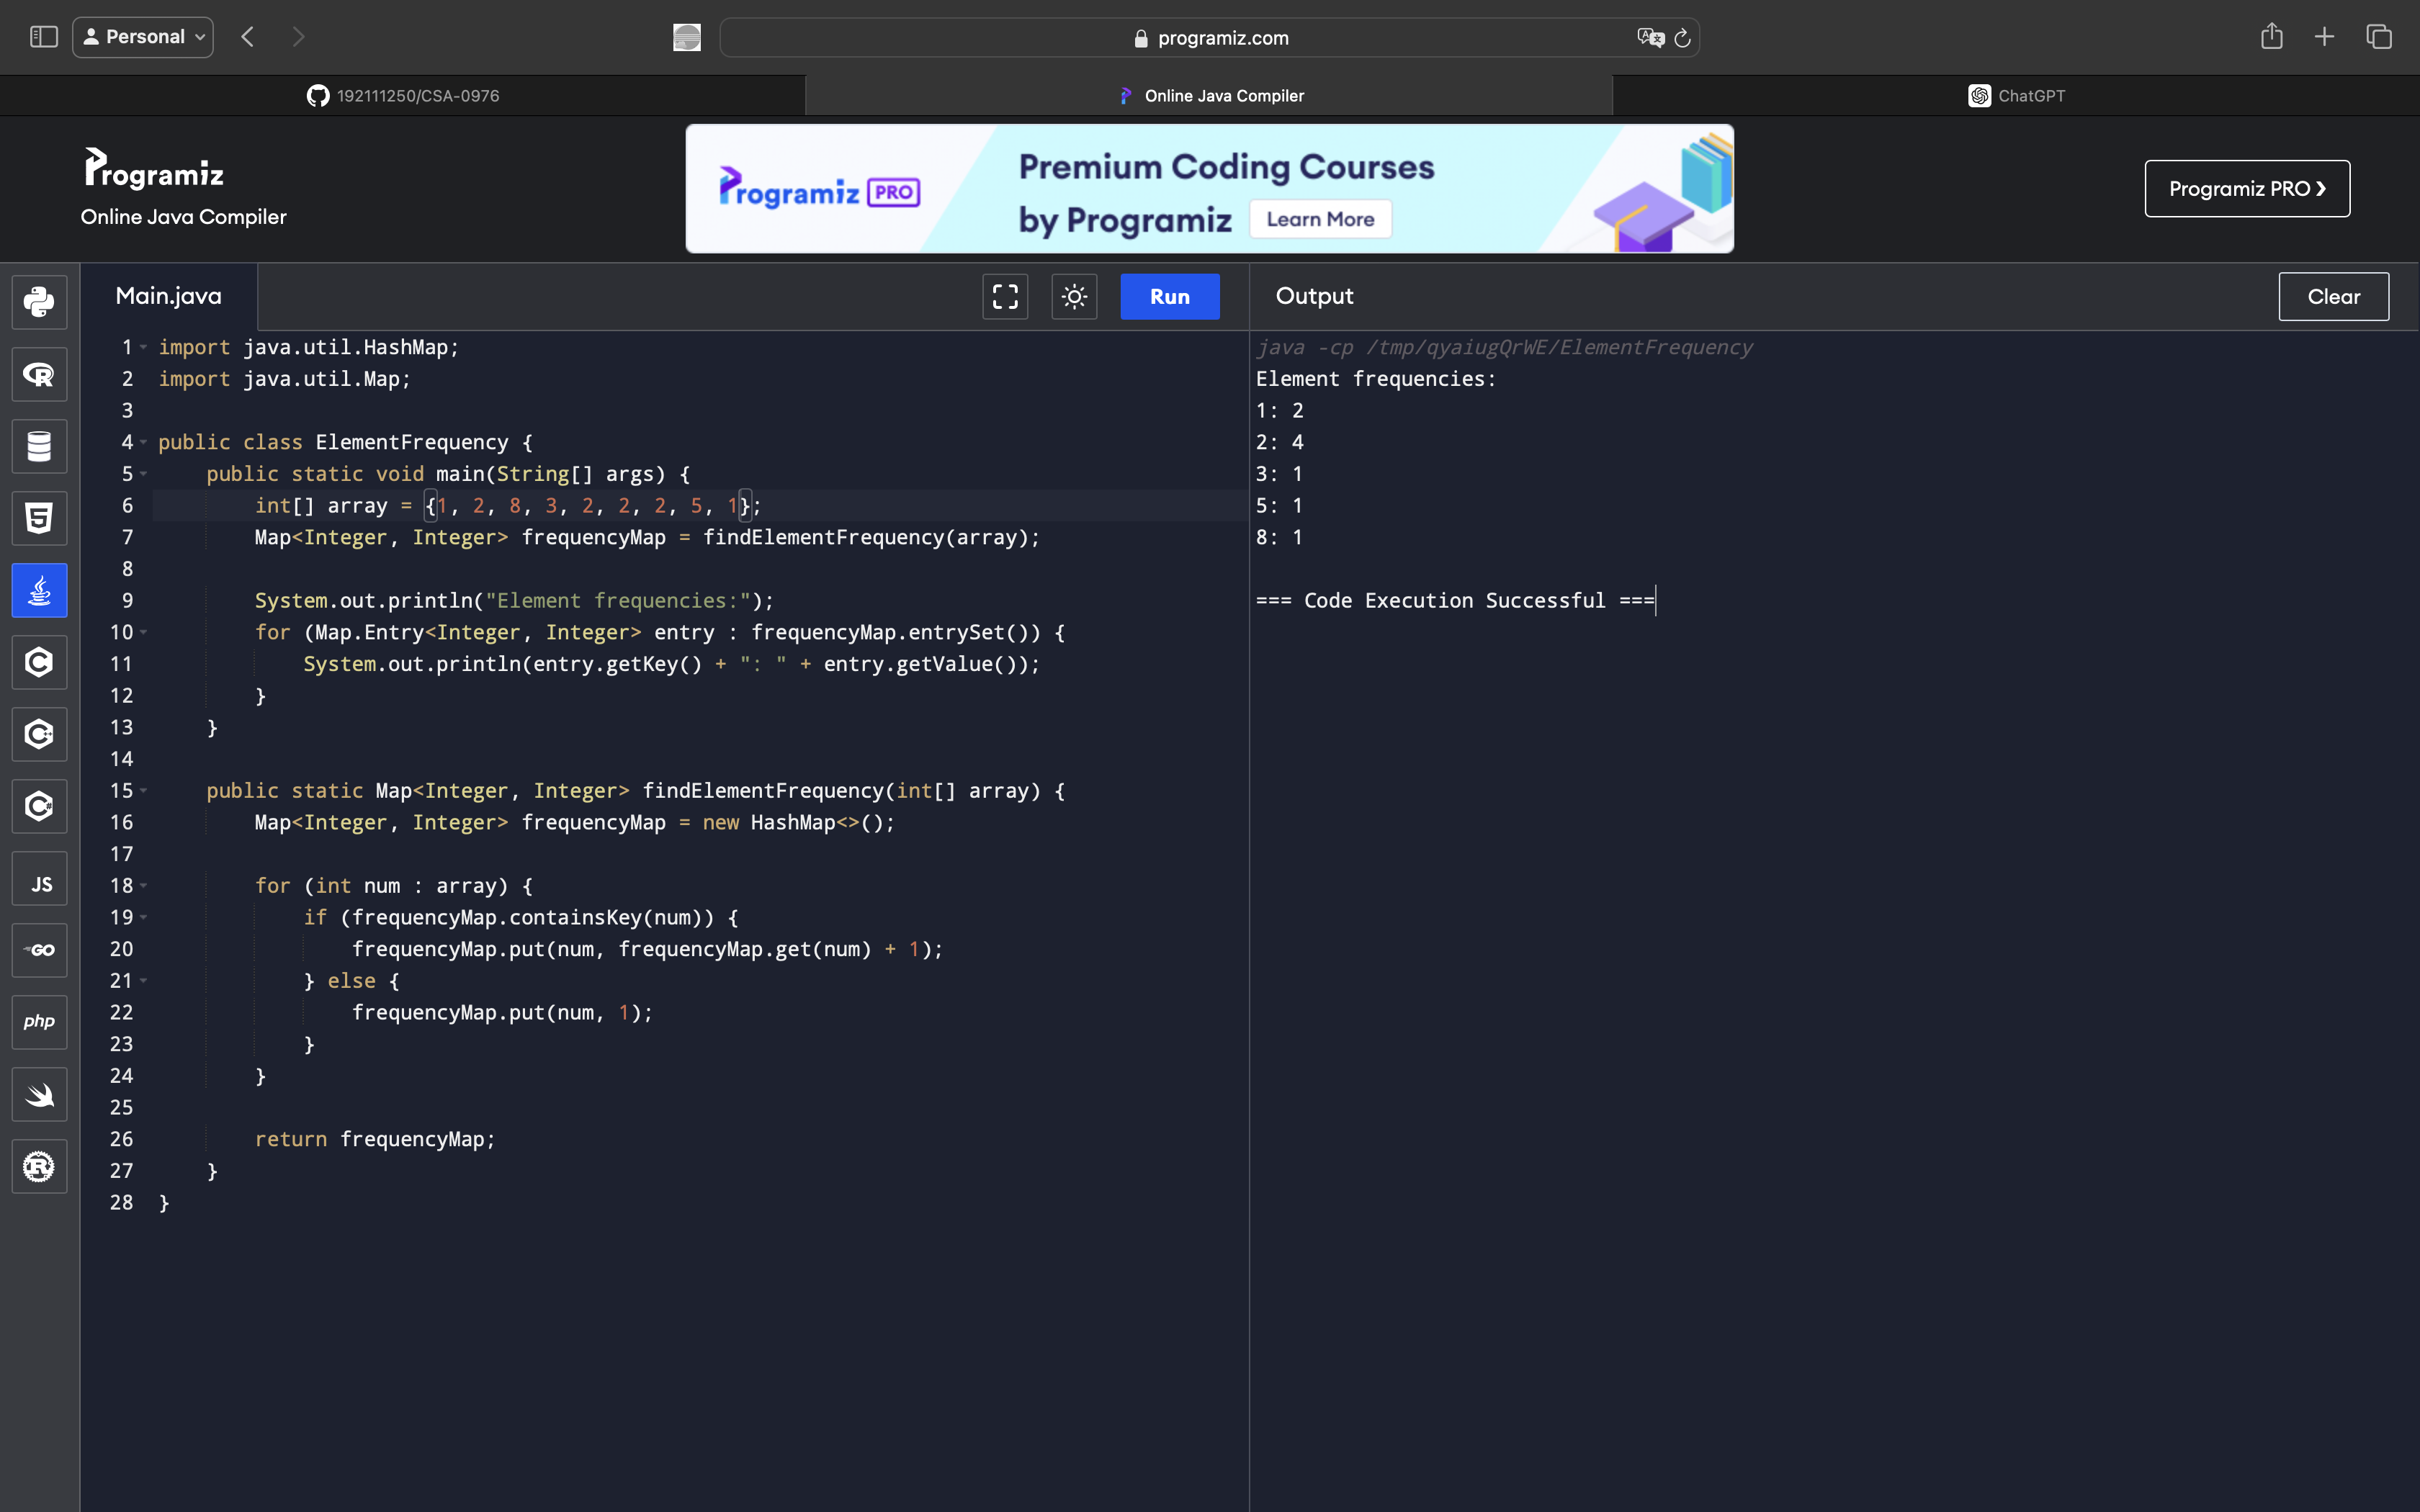 Personal
programiz.com
192111250/CSA-0976
Online Java Compiler
ChatGPT
Programiz
Online Java Compiler
Programiz PRO
Premium Coding Courses
by Programiz
Learn More
Programiz PRO ❯
Main.java
Run
Output
Clear
1 import java.util.HashMap;
2 import java.util.Map;
3
4 public class ElementFrequency {
5     public static void main(String[] args) {
6         int[] array = {1, 2, 8, 3, 2, 2, 2, 5, 1};
7         Map<Integer, Integer> frequencyMap = findElementFrequency(array);
8
9         System.out.println("Element frequencies:");
10         for (Map.Entry<Integer, Integer> entry : frequencyMap.entrySet()) {
11             System.out.println(entry.getKey() + ": " + entry.getValue());
12         }
13     }
14
15     public static Map<Integer, Integer> findElementFrequency(int[] array) {
16         Map<Integer, Integer> frequencyMap = new HashMap<>();
17
18         for (int num : array) {
19             if (frequencyMap.containsKey(num)) {
20                 frequencyMap.put(num, frequencyMap.get(num) + 1);
21             } else {
22                 frequencyMap.put(num, 1);
23             }
24         }
25
26         return frequencyMap;
27     }
28 }
java -cp /tmp/qyaiugQrWE/ElementFrequency
Element frequencies:
1: 2
2: 4
3: 1
5: 1
8: 1
=== Code Execution Successful ===
R
5
C
C++
C#
JS
GO
php
R